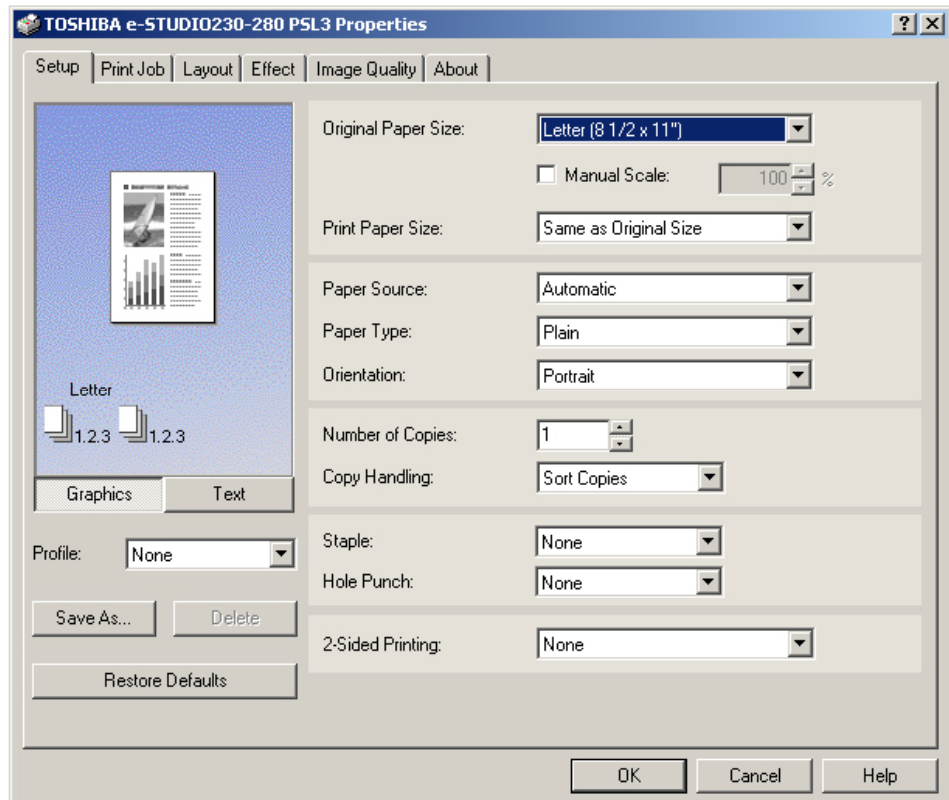 TOSHIBA e-STUDIO230-280 PSL3 Properties
Setup Print Job Layout Effect Image Quality About
Letter
1.2.3 1.2.3
Graphics Text
Profile: None
Save As... Delete
Restore Defaults
Original Paper Size: Letter (8 1/2 x 11")
Manual Scale: 100 %
Print Paper Size: Same as Original Size
Paper Source: Automatic
Paper Type: Plain
Orientation: Portrait
Number of Copies: 1
Copy Handling: Sort Copies
Staple: None
Hole Punch: None
2-Sided Printing: None
OK Cancel Help